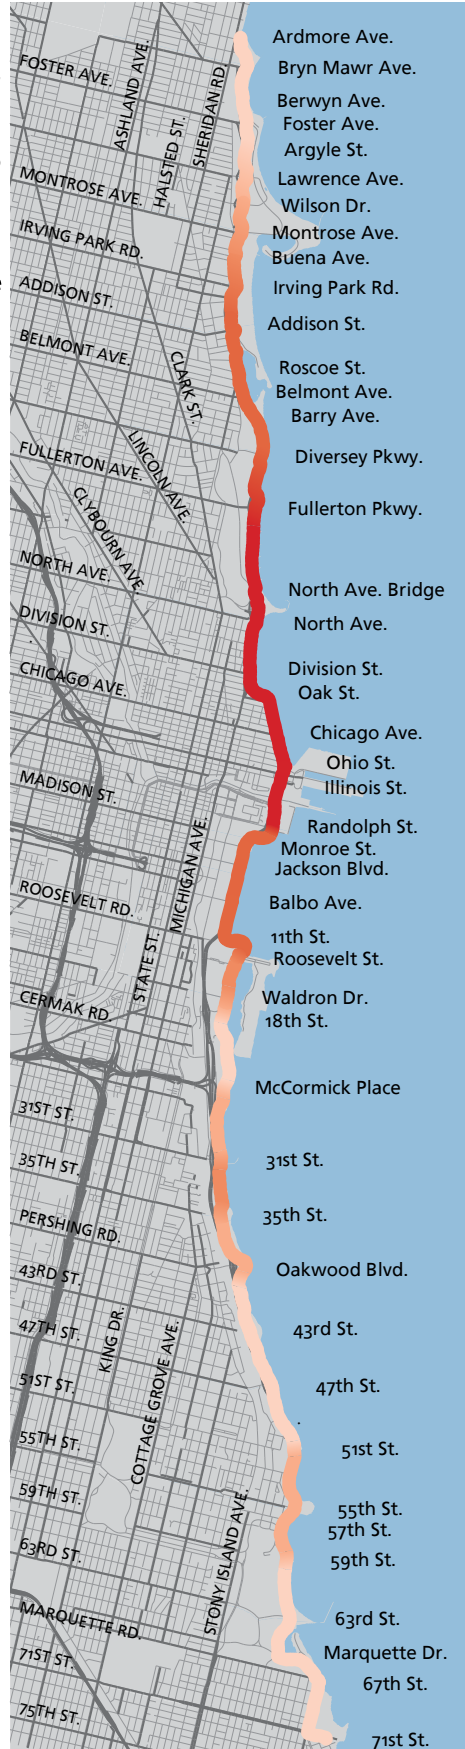 Ardmore Ave.
Bryn Mawr Ave.
Berwyn Ave.
Foster Ave.
Argyle St.
Lawrence Ave.
Wilson Dr.
Montrose Ave.
Buena Ave.
Irving Park Rd.
Addison St.
Roscoe St.
Belmont Ave.
Barry Ave.
Diversey Pkwy.
Fullerton Pkwy.
North Ave. Bridge
North Ave.
Division St.
Oak St.
Chicago Ave.
Ohio St.
Illinois St.
Randolph St.
Monroe St.
Jackson Blvd.
Balbo Ave.
11th St.
Roosevelt St.
Waldron Dr.
18th St.
McCormick Place
31st St.
35th St.
Oakwood Blvd.
43rd St.
47th St.
51st St.
55th St.
57th St.
59th St.
63rd St.
Marquette Dr.
67th St.
71st St.
FOSTER AVE.
ASHLAND AVE.
HALSTED ST.
SHERIDAN RD.
MONTROSE AVE.
IRVING PARK RD.
ADDISON ST.
BELMONT AVE.
CLARK ST.
LINCOLN AVE.
FULLERTON AVE.
CLYBOURN AVE.
NORTH AVE.
DIVISION ST.
CHICAGO AVE.
MADISON ST.
MICHIGAN AVE.
ROOSEVELT RD.
STATE ST.
CERMAK RD.
31ST ST.
35TH ST.
PERSHING RD.
43RD ST.
47TH ST.
KING DR.
COTTAGE GROVE AVE.
51ST ST.
55TH ST.
59TH ST.
63RD ST.
STONY ISLAND AVE.
MARQUETTE RD.
71ST ST.
75TH ST.